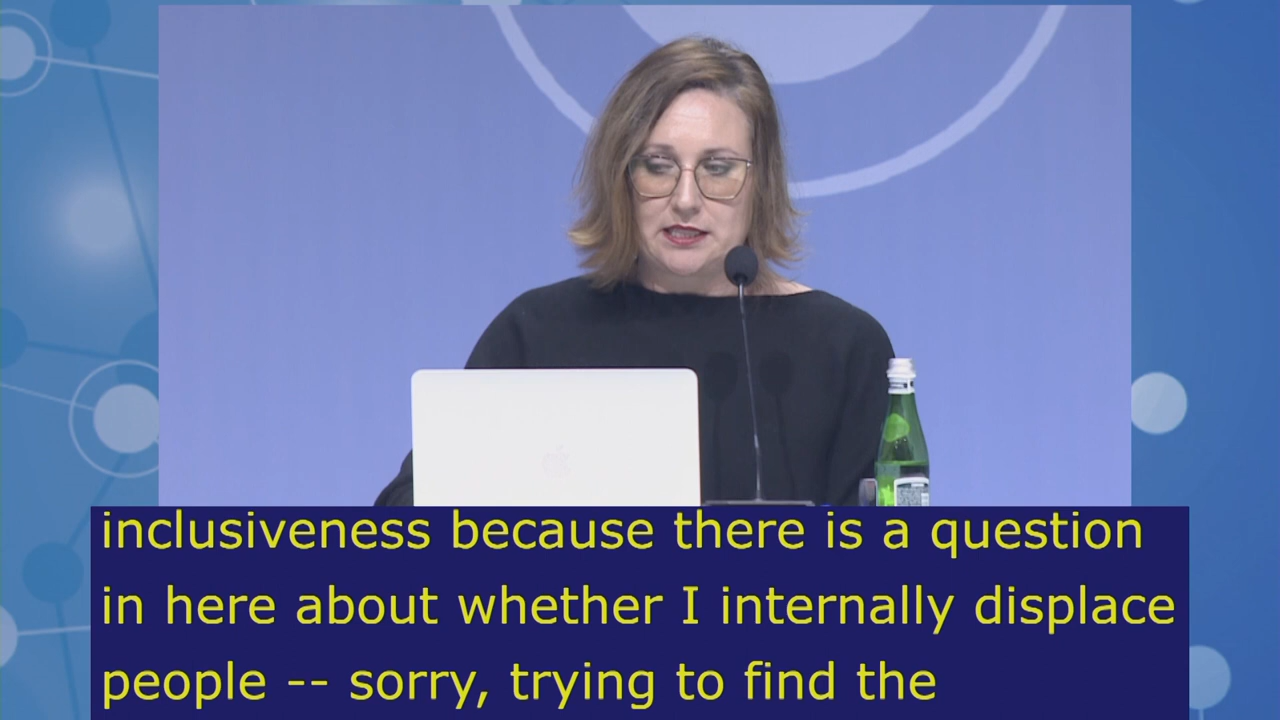 inclusiveness because there is a question
in here about whether I internally displace
people -- sorry, trying to find the